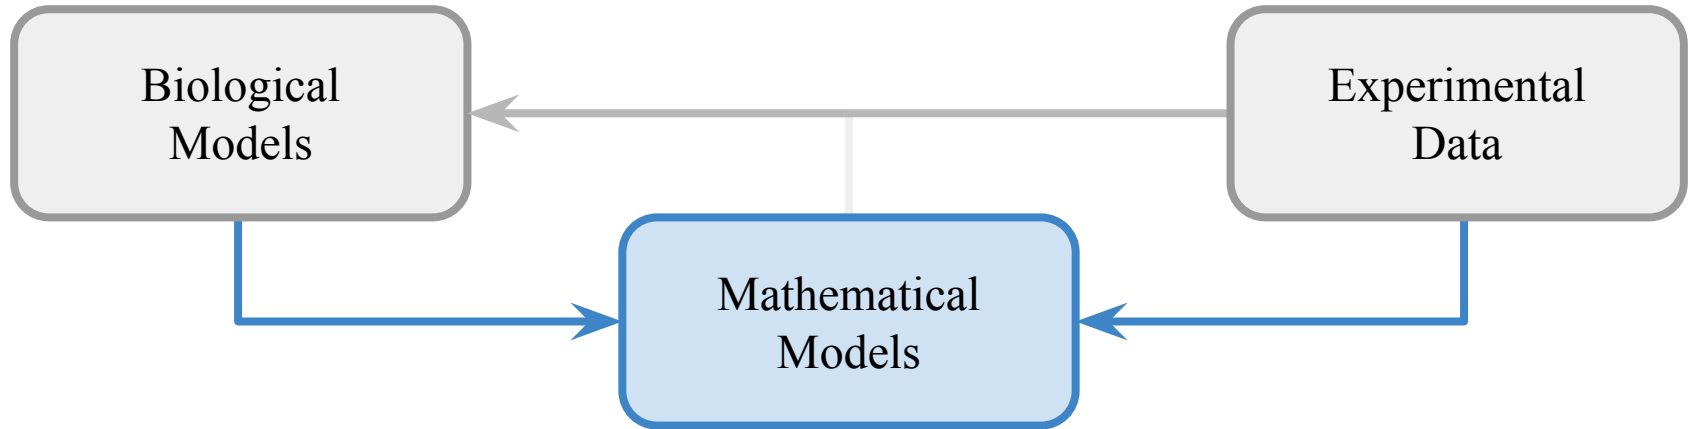 Biological
Models
Experimental
Data
Mathematical
Models